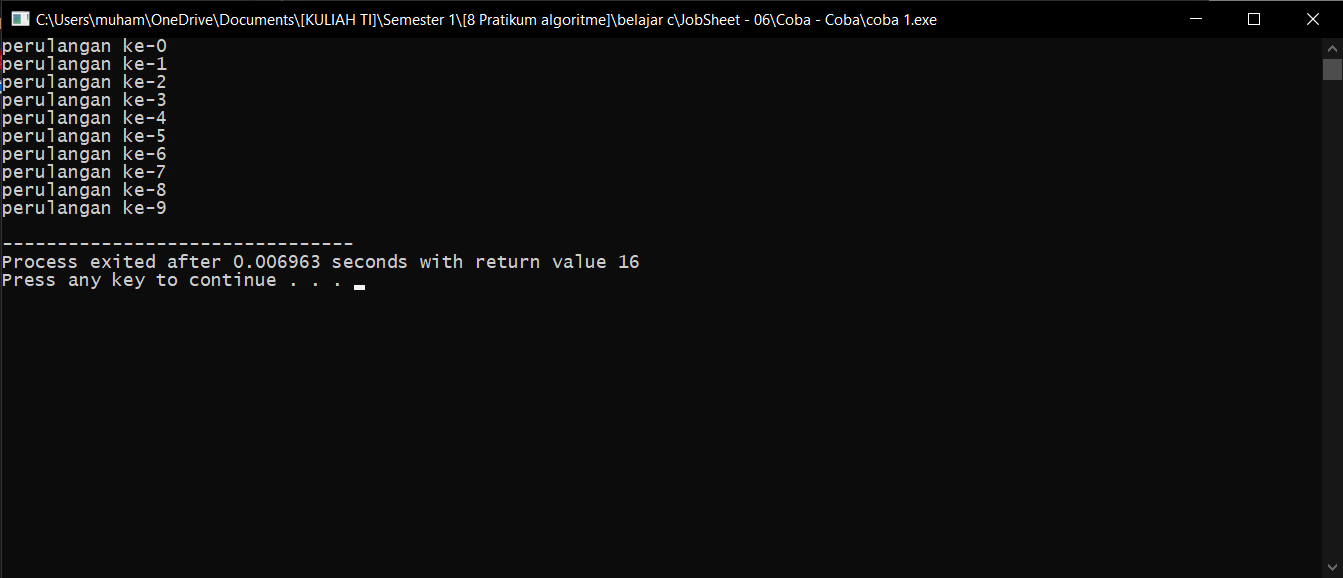 C:\Users\muham\OneDrive\Documents\[KULIAH TI]\Semester 1\[8 Pratikum algoritme]\belajar c\JobSheet - 06\Coba - Coba\coba 1.exe
perulangan ke-0
perulangan ke-1
perulangan ke-2
perulangan ke-3
perulangan ke-4
perulangan ke-5
perulangan ke-6
perulangan ke-7
perulangan ke-8
perulangan ke-9
--------------------------------
Process exited after 0.006963 seconds with return value 16
Press any key to continue . . .